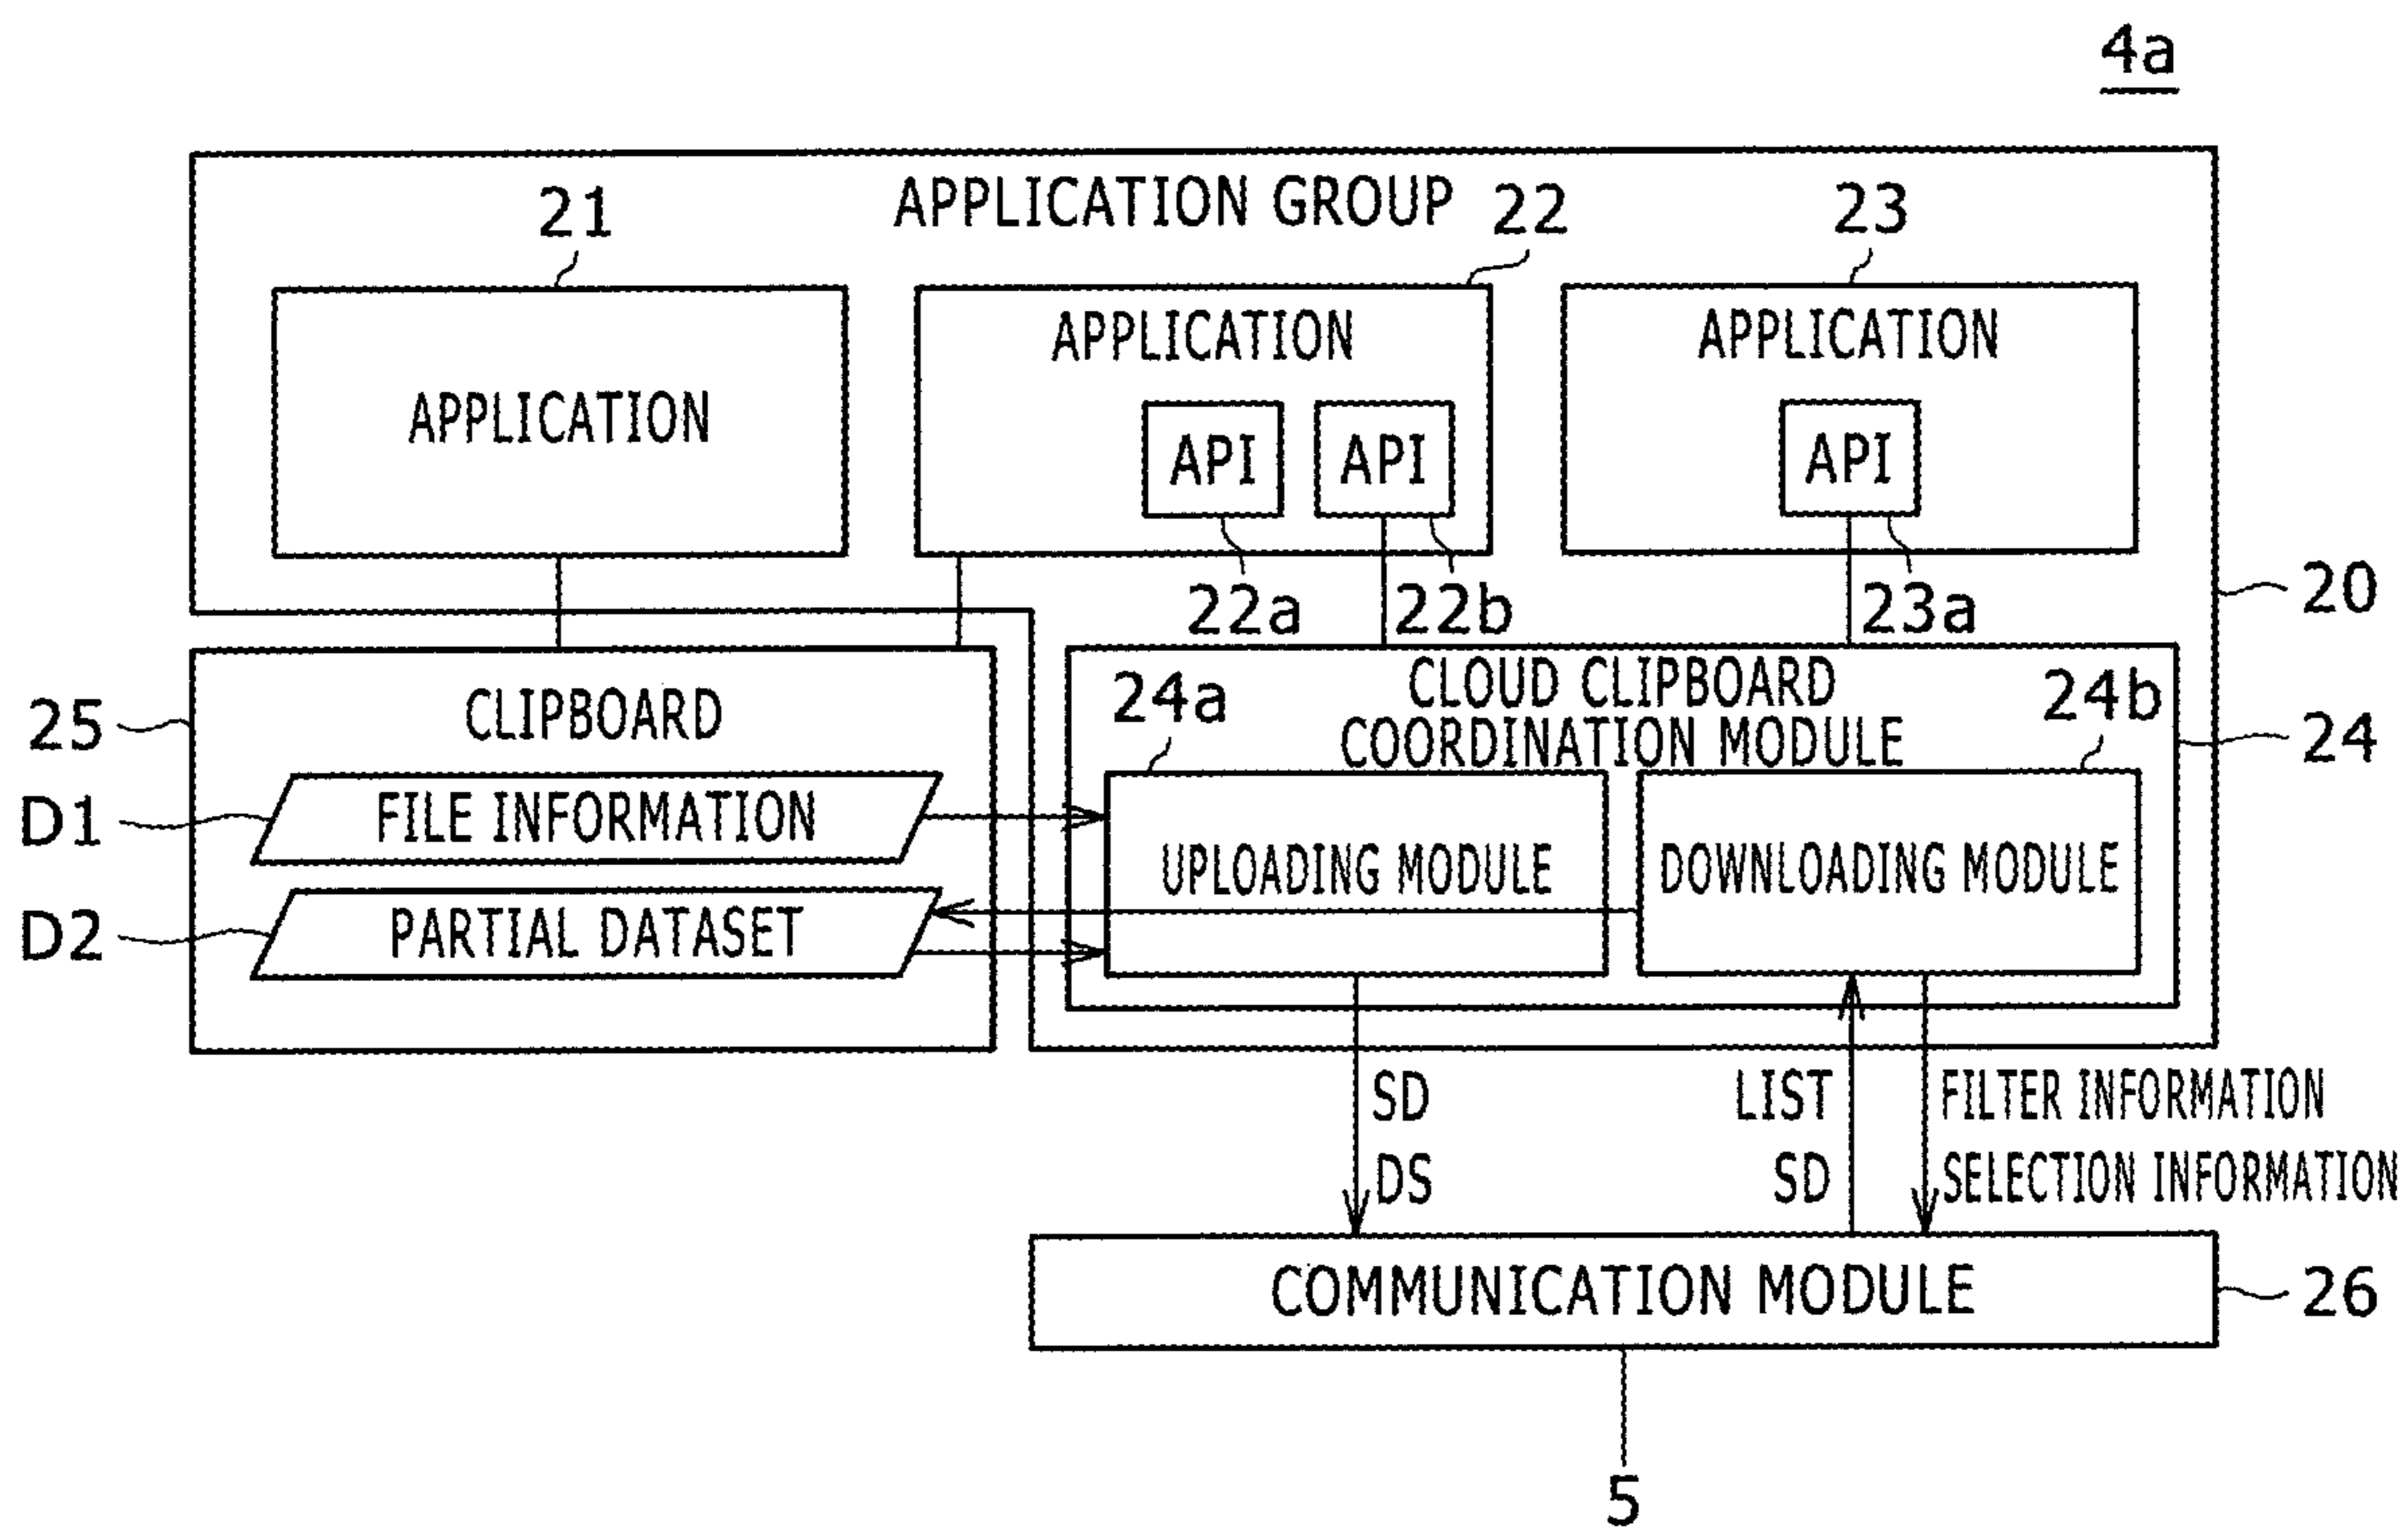 4a
APPLICATION GROUP
21
22
23
APPLICATION
APPLICATION
API
API
APPLICATION
API
22a
22b
23a
20
25
CLIPBOARD
D1
FILE INFORMATION
D2
PARTIAL DATASET
CLOUD CLIPBOARD
COORDINATION MODULE
24a
24b
24
UPLOADING MODULE
DOWNLOADING MODULE
SD
DS
LIST
SD
FILTER INFORMATION
SELECTION INFORMATION
COMMUNICATION MODULE
26
5